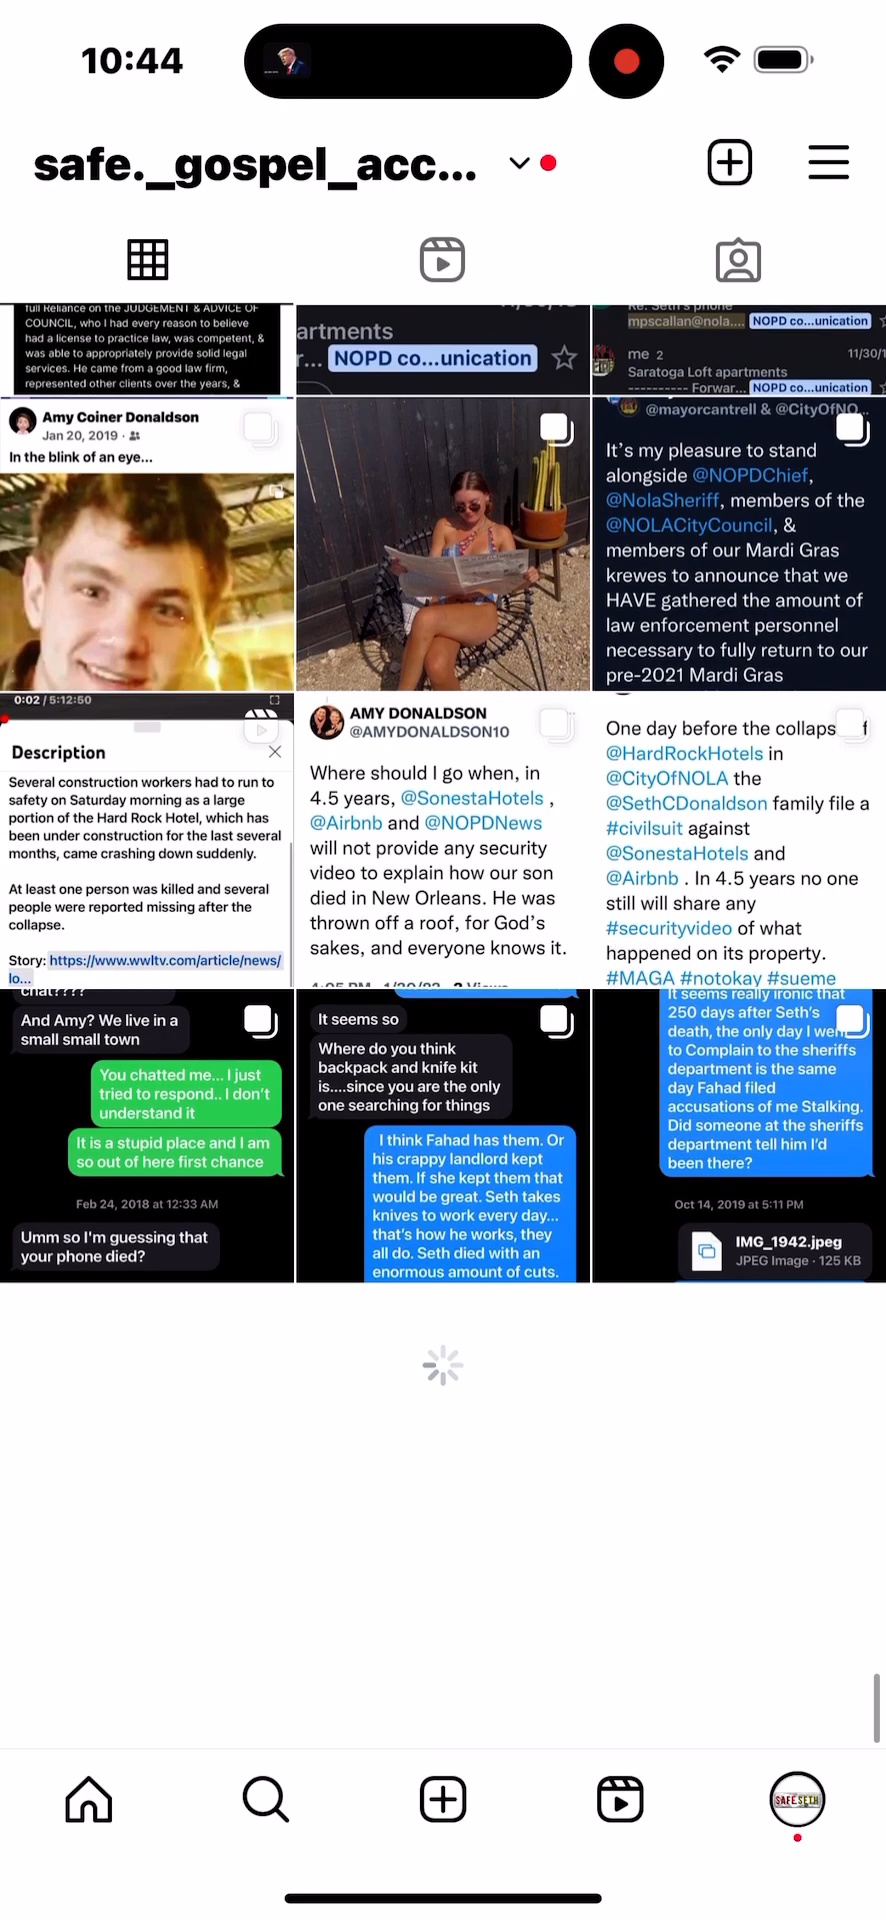 10:44
safe._gospel_acc...
full Reliance on the JUDGEMENT & ADVICE OF
COUNCIL, who I had every reason to believe
had a license to practice law, was competent, &
was able to appropriately provide solid legal
services. He came from a good law firm,
represented other clients over the years, &
artments
r... NOPD co...unication
Re: Seth's phone
mpscallan@nola.... NOPD co...unication
me 2 11/30/1
Saratoga Loft apartments
---------- Forwar... NOPD co...unication
Amy Coiner Donaldson
Jan 20, 2019 ·
In the blink of an eye...
@mayorcantrell & @CityOfNO...
It's my pleasure to stand
alongside @NOPDChief,
@NolaSheriff, members of the
@NOLACityCouncil, &
members of our Mardi Gras
krewes to announce that we
HAVE gathered the amount of
law enforcement personnel
necessary to fully return to our
pre-2021 Mardi Gras
0:02 / 5:12:50
Description
Several construction workers had to run to
safety on Saturday morning as a large
portion of the Hard Rock Hotel, which has
been under construction for the last several
months, came crashing down suddenly.
At least one person was killed and several
people were reported missing after the
collapse.
Story: https://www.wwltv.com/article/news/
lo...
AMY DONALDSON
@AMYDONALDSON10
Where should I go when, in
4.5 years, @SonestaHotels ,
@Airbnb and @NOPDNews
will not provide any security
video to explain how our son
died in New Orleans. He was
thrown off a roof, for God's
sakes, and everyone knows it.
One day before the collaps f
@HardRockHotels in
@CityOfNOLA the
@SethCDonaldson family file a
#civilsuit against
@SonestaHotels and
@Airbnb . In 4.5 years no one
still will share any
#securityvideo of what
happened on its property.
#MAGA #notokay #sueme
chat????
And Amy? We live in a
small small town
You chatted me... I just
tried to respond.. I don't
understand it
It is a stupid place and I am
so out of here first chance
Feb 24, 2018 at 12:33 AM
Umm so I'm guessing that
your phone died?
It seems so
Where do you think
backpack and knife kit
is....since you are the only
one searching for things
I think Fahad has them. Or
his crappy landlord kept
them. If she kept them that
would be great. Seth takes
knives to work every day...
that's how he works, they
all do. Seth died with an
enormous amount of cuts.
It seems really ironic that
250 days after Seth's
death, the only day I went
to Complain to the sheriffs
department is the same
day Fahad filed
accusations of me Stalking.
Did someone at the sheriffs
department tell him I'd
been there?
Oct 14, 2019 at 5:11 PM
IMG_1942.jpeg
JPEG Image · 125 KB
SAFE.SETH